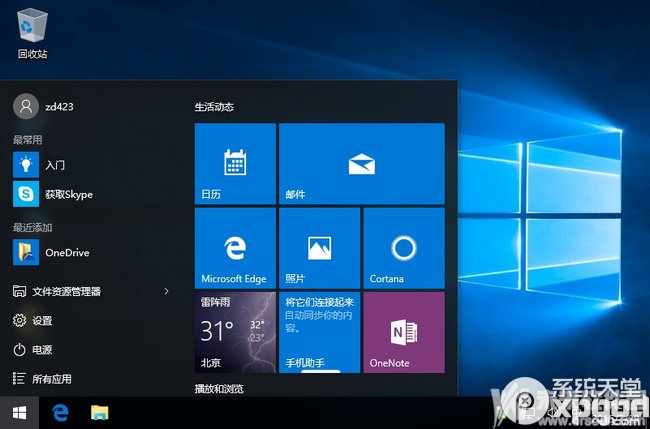 回收站
zd423
最常用
入门
获取Skype
最近添加
OneDrive
文件资源管理器
设置
电源
所有应用
生活动态
日历
邮件
Microsoft Edge
照片
Cortana
雷阵雨
31°
32°
23°
北京
将它们连接起来
自动同步你的内容。
手机助手
OneNote
播放和浏览
系统天堂